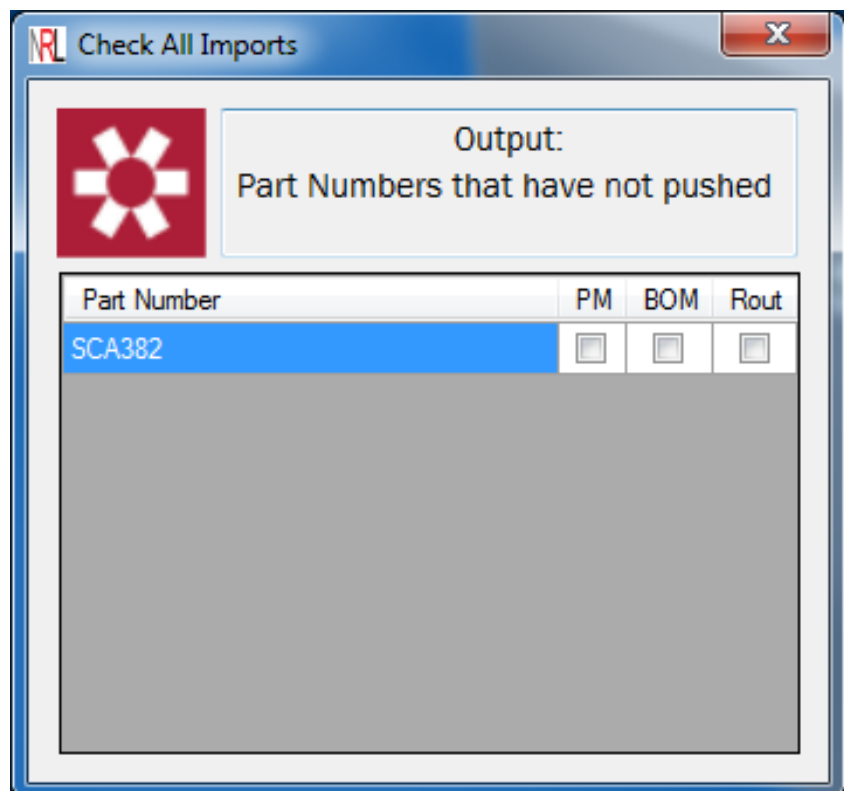 NRL Check All Imports
Output:
Part Numbers that have not pushed
Part Number PM BOM Rout
SCA382